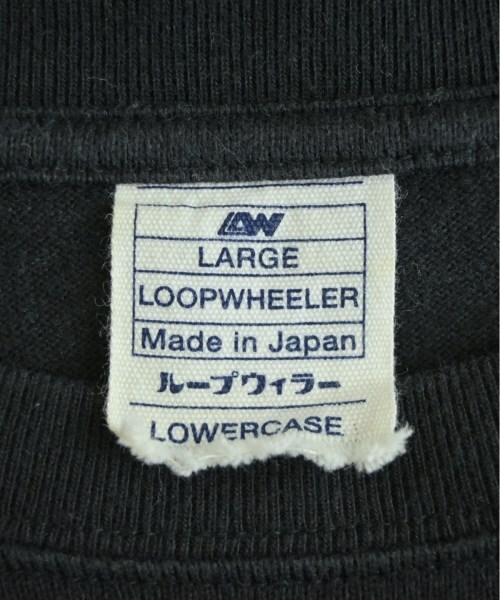 LW
LARGE
LOOPWHEELER
Made in Japan
ループウィラー
LOWERCASE